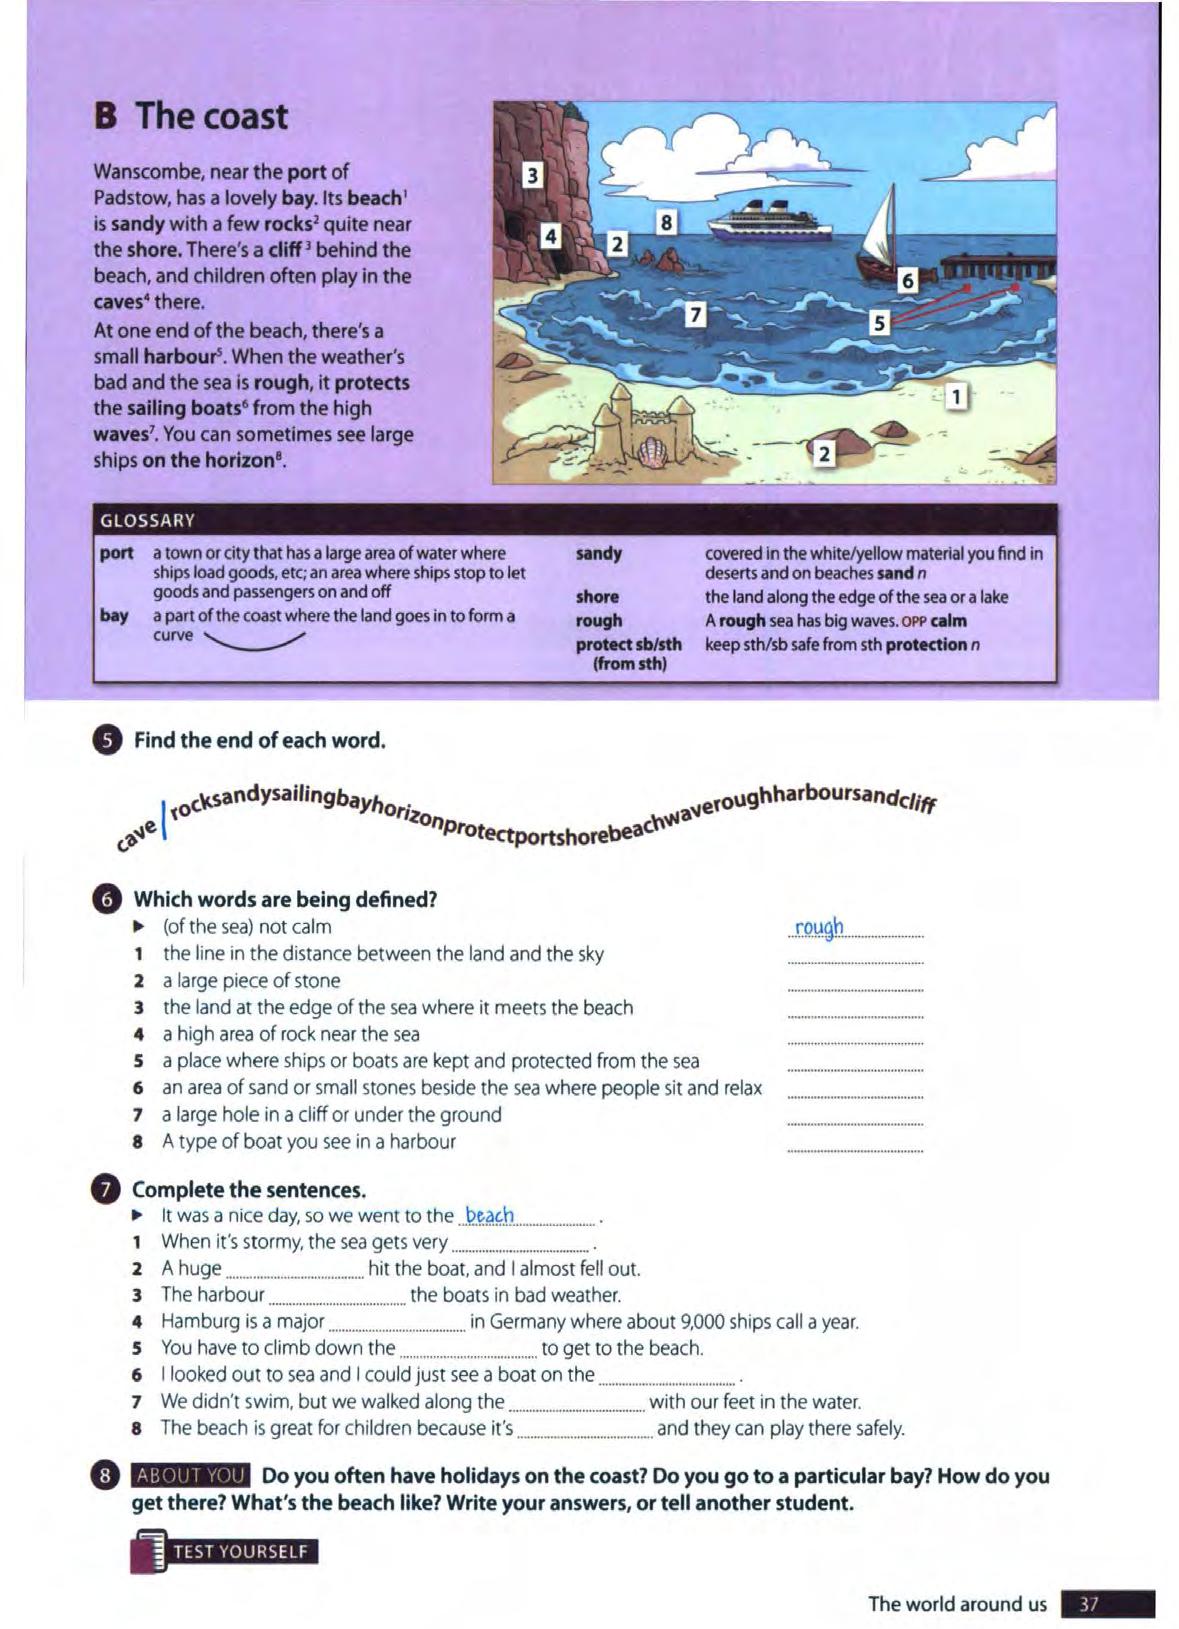 B The coast
Wanscombe, near the port of
Padstow, has a lovely bay. Its beach¹
is sandy with a few rocks² quite near
the shore. There's a cliff³ behind the
beach, and children often play in the
caves⁴ there.
At one end of the beach, there's a
small harbour⁵. When the weather's
bad and the sea is rough, it protects
the sailing boats⁶ from the high
waves⁷. You can sometimes see large
ships on the horizon⁸.
3
4
2
8
6
7
5
1
2
GLOSSARY
port a town or city that has a large area of water where
ships load goods, etc; an area where ships stop to let
goods and passengers on and off
bay a part of the coast where the land goes in to form a
curve
sandy covered in the white/yellow material you find in
deserts and on beaches sand n
shore the land along the edge of the sea or a lake
rough A rough sea has big waves. OPP calm
protect sb/sth keep sth/sb safe from sth protection n
(from sth)
5 Find the end of each word.
cave/rocksandysailingbayhorizonprotectportshorebeachwaveroughharboursandcliff
6 Which words are being defined?
► (of the sea) not calm rough
1 the line in the distance between the land and the sky
2 a large piece of stone
3 the land at the edge of the sea where it meets the beach
4 a high area of rock near the sea
5 a place where ships or boats are kept and protected from the sea
6 an area of sand or small stones beside the sea where people sit and relax
7 a large hole in a cliff or under the ground
8 A type of boat you see in a harbour
7 Complete the sentences.
► It was a nice day, so we went to the beach.
1 When it's stormy, the sea gets very ............ .
2 A huge ............ hit the boat, and I almost fell out.
3 The harbour ............ the boats in bad weather.
4 Hamburg is a major ............ in Germany where about 9,000 ships call a year.
5 You have to climb down the ............ to get to the beach.
6 I looked out to sea and I could just see a boat on the ............ .
7 We didn't swim, but we walked along the ............ with our feet in the water.
8 The beach is great for children because it's ............ and they can play there safely.
8 ABOUT YOU Do you often have holidays on the coast? Do you go to a particular bay? How do you
get there? What's the beach like? Write your answers, or tell another student.
TEST YOURSELF
The world around us 37